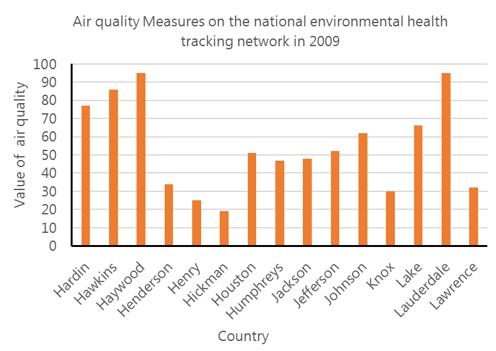 Air quality Measures on the national environmental health
tracking network in 2009
Value of air quality
100
90
80
70
60
50
40
30
20
10
0
Hardin
Hawkins
Haywood
Henderson
Henry
Hickman
Houston
Humphreys
Jackson
Jefferson
Johnson
Knox
Lake
Lauderdale
Lawrence
Country